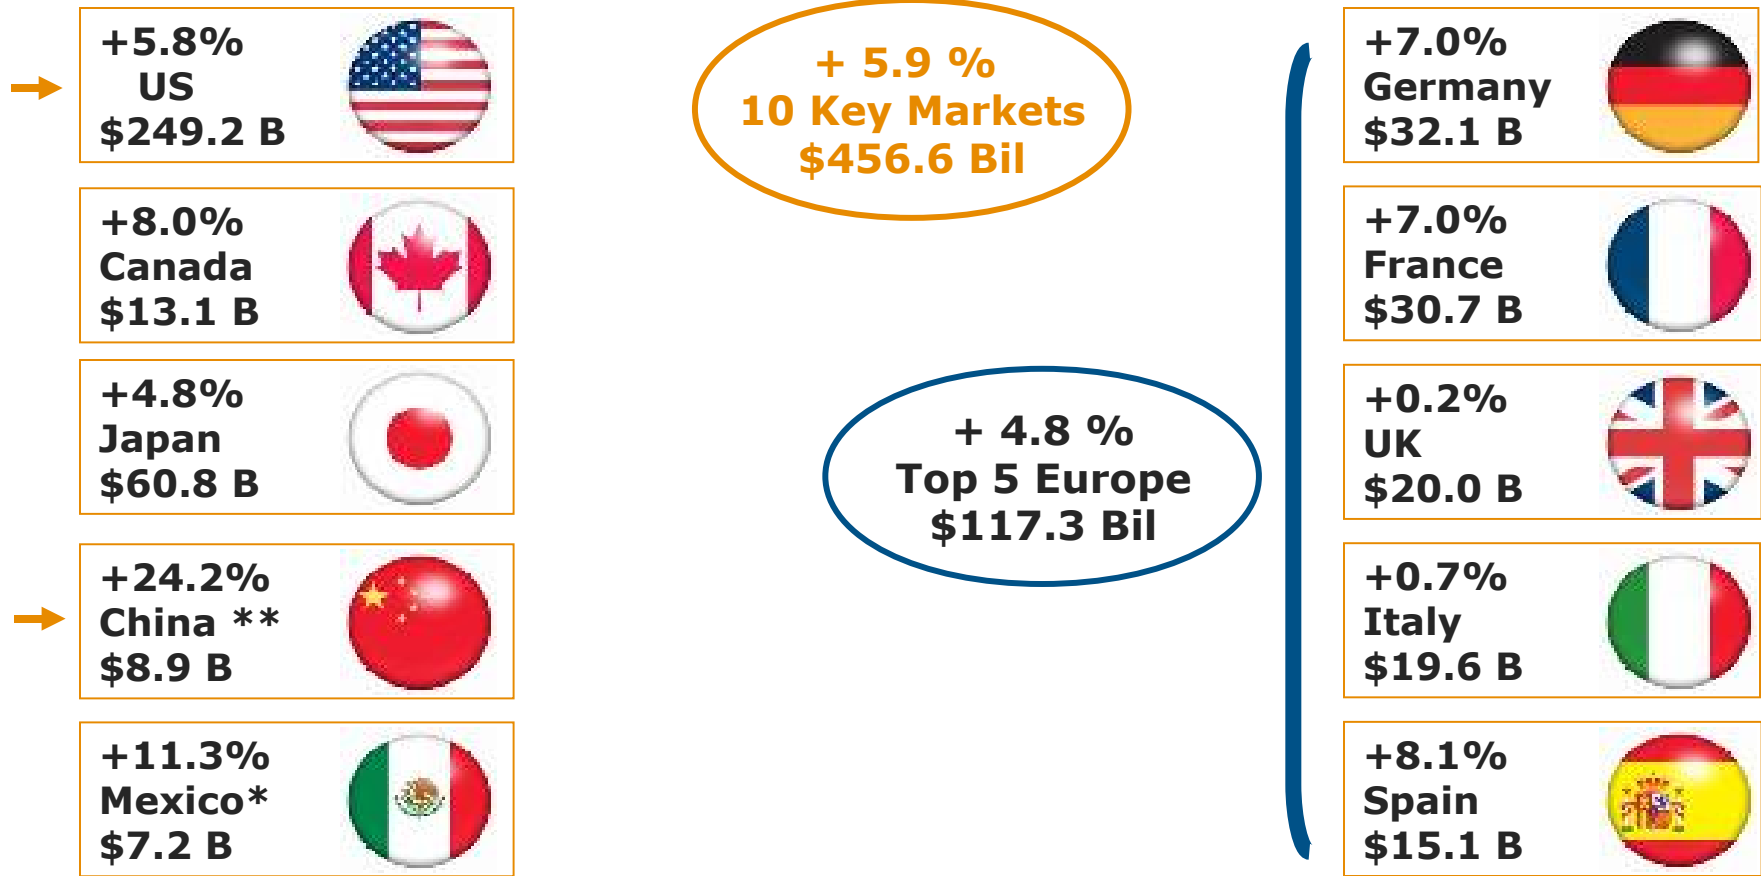 +5.8%
US
$249.2 B
+8.0%
Canada
$13.1 B
+4.8%
Japan
$60.8 B
+24.2%
China **
$8.9 B
+11.3%
Mexico*
$7.2 B
+ 5.9 %
10 Key Markets
$456.6 Bil
+ 4.8 %
Top 5 Europe
$117.3 Bil
+7.0%
Germany
$32.1 B
+7.0%
France
$30.7 B
+0.2%
UK
$20.0 B
+0.7%
Italy
$19.6 B
+8.1%
Spain
$15.1 B